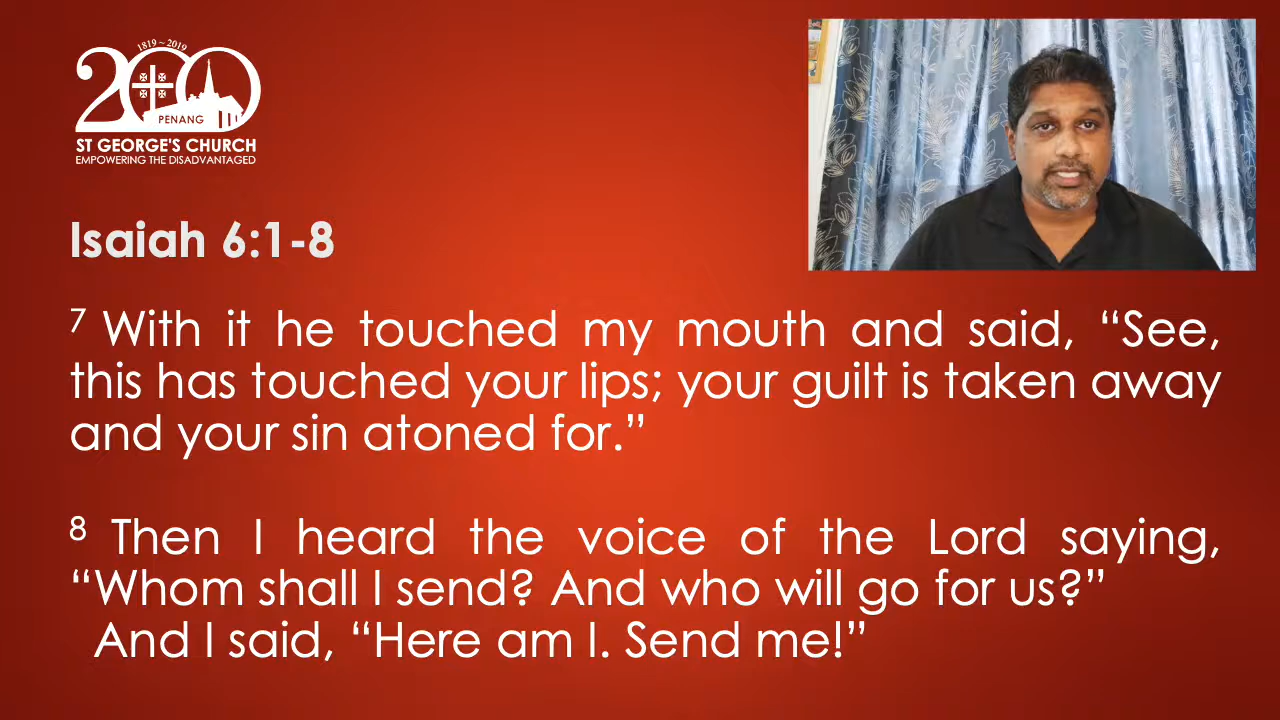 1819 ~ 2019
200
PENANG
ST GEORGE'S CHURCH
EMPOWERING THE DISADVANTAGED
Isaiah 6:1-8
7 With it he touched my mouth and said, “See,
this has touched your lips; your guilt is taken away
and your sin atoned for.”
8 Then I heard the voice of the Lord saying,
“Whom shall I send? And who will go for us?”
And I said, “Here am I. Send me!”